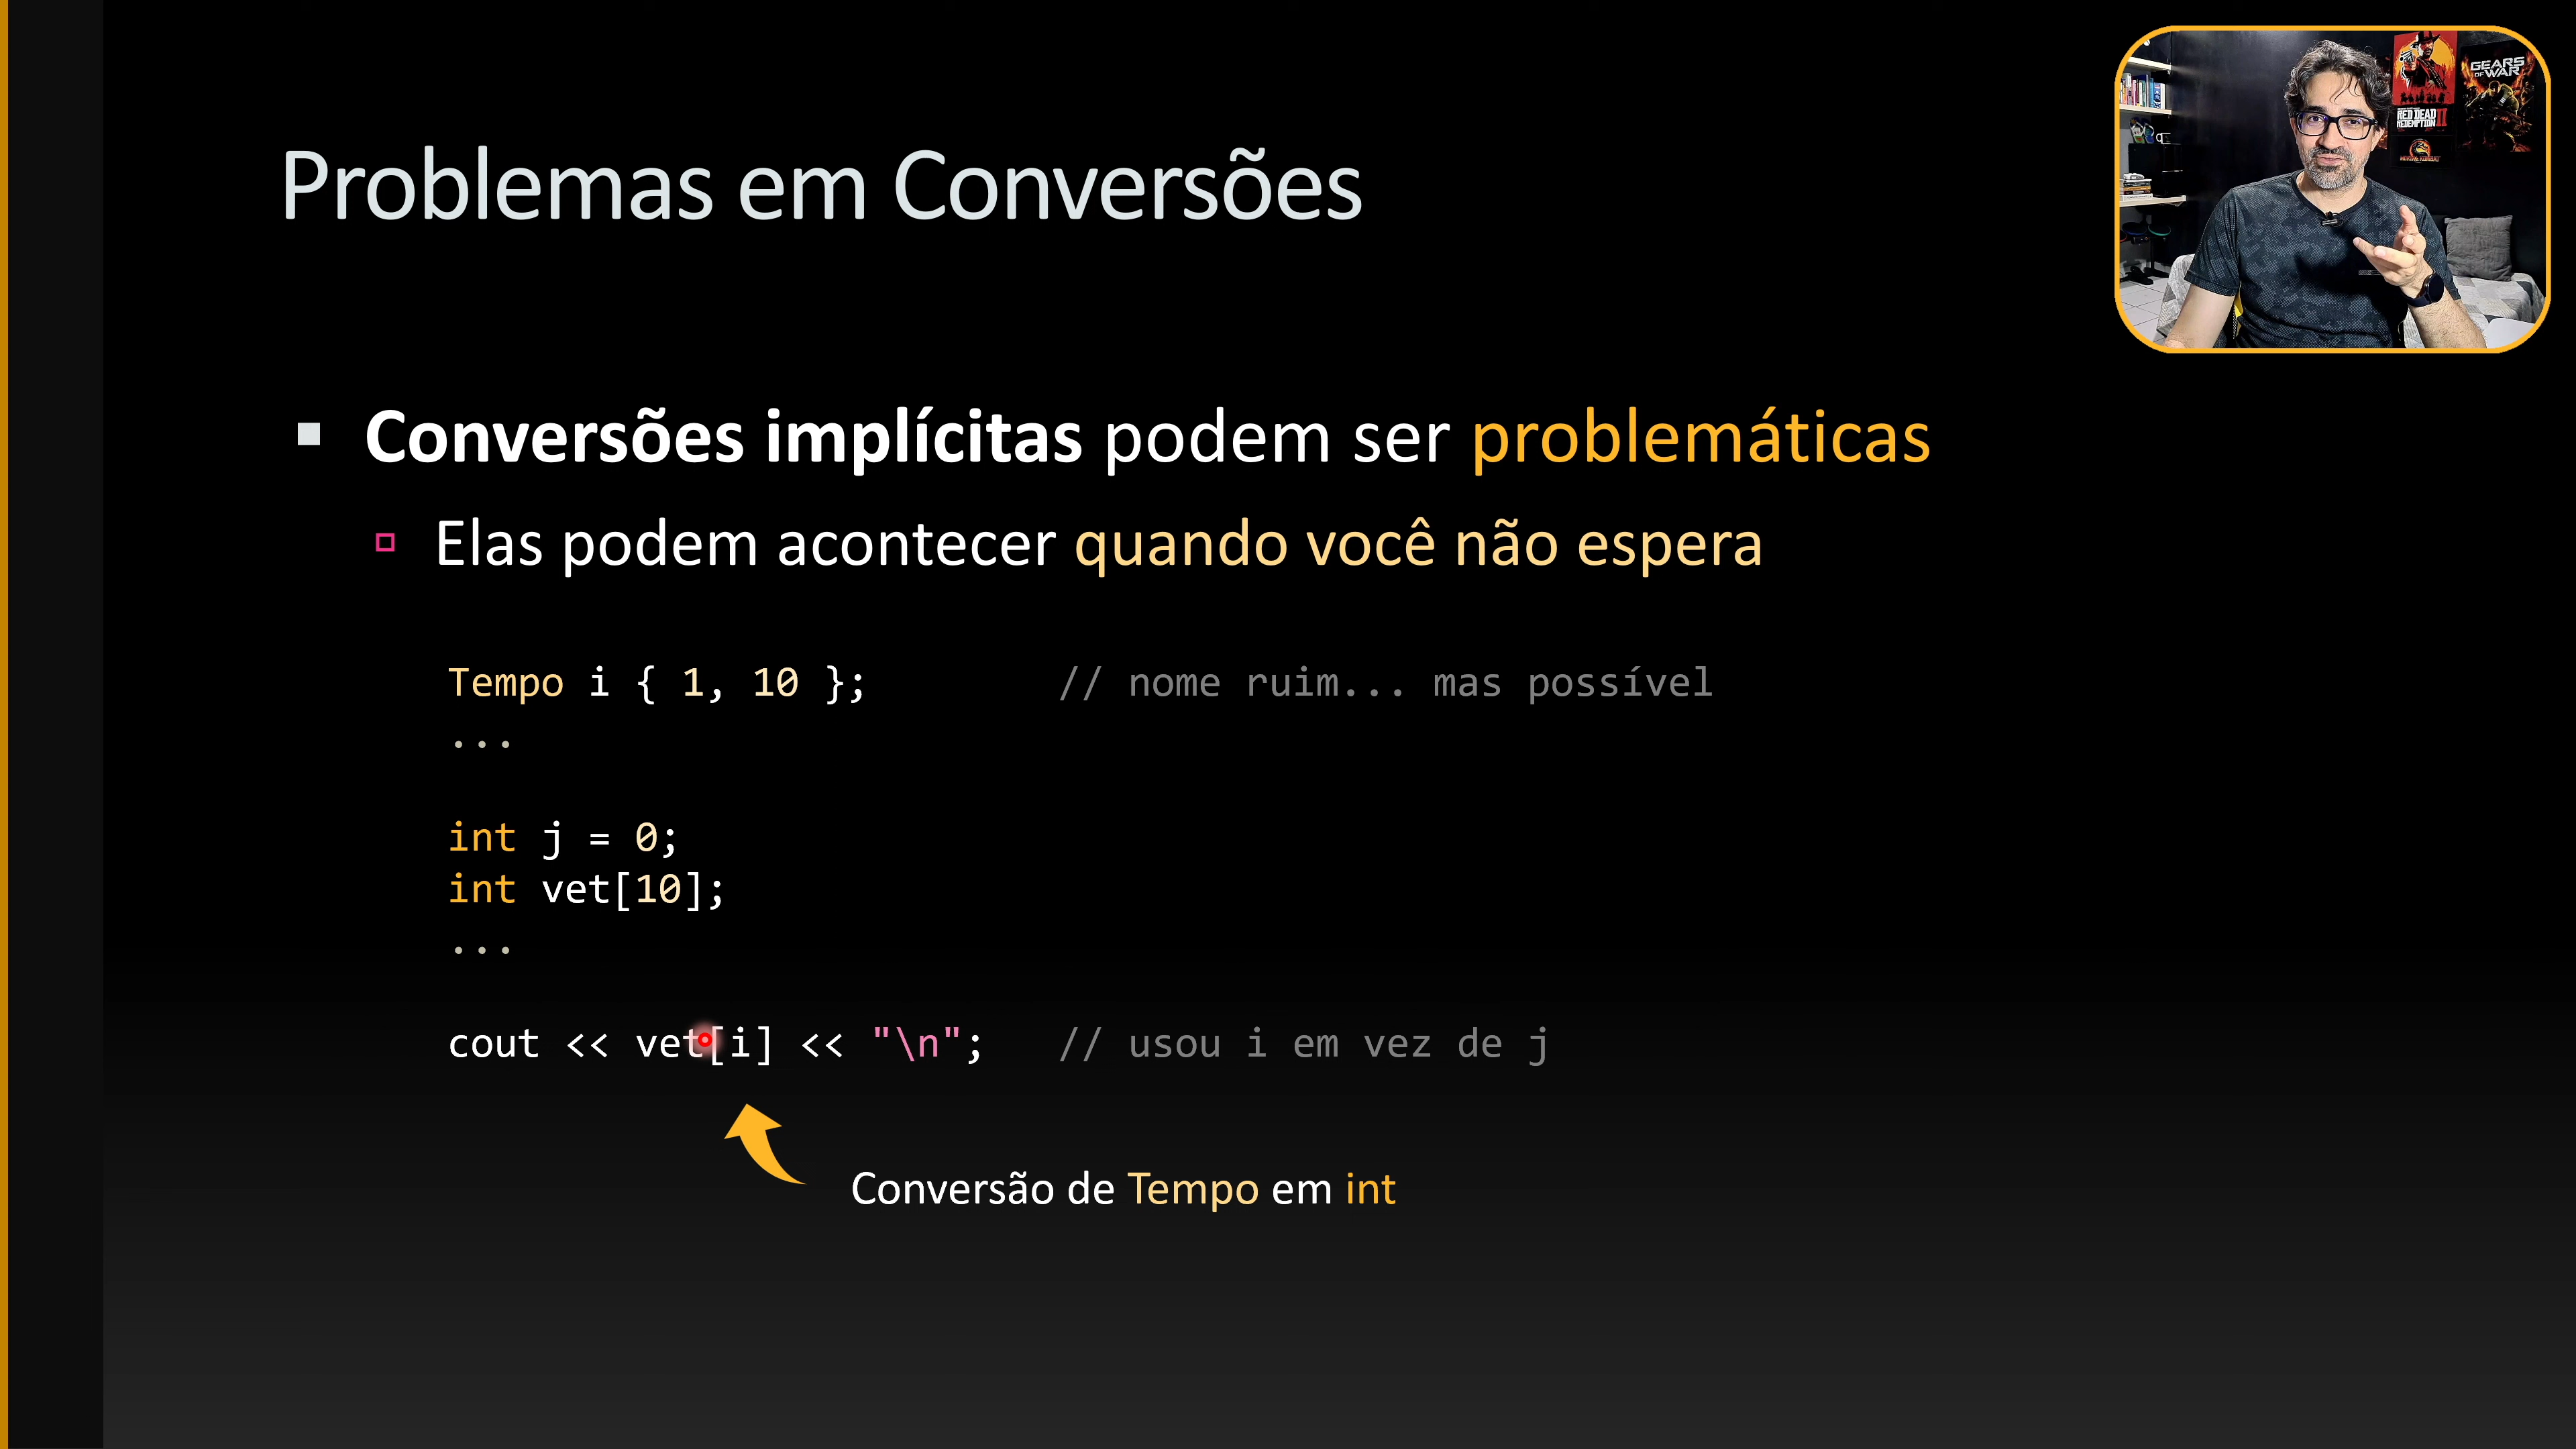 Problemas em Conversões
GEARS
OF WAR
RED DEAD
REDEMPTION II
Conversões implícitas podem ser problemáticas
Elas podem acontecer quando você não espera
Tempo i { 1, 10 };          // nome ruim... mas possível
...
int j = 0;
int vet[10];
...
cout << vet[i] << "\n";     // usou i em vez de j
Conversão de Tempo em int